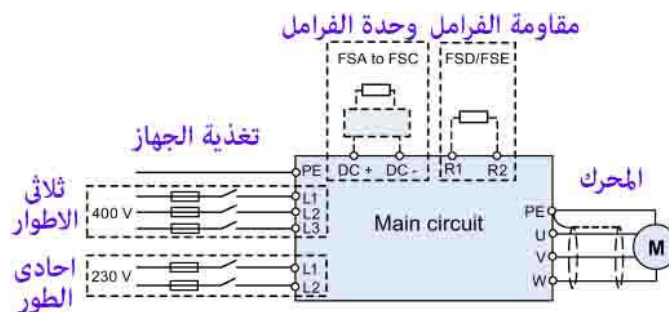 مقاومة الفرامل وحدة الفرامل
FSA to FSC
FSD/FSE
تغذية الجهاز
PE
DC +
DC -
R1
R2
ثلاثى
الاطوار
400 V
L1
L2
L3
Main circuit
المحرك
PE
U
V
W
M
احادى
الطور
230 V
L1
L2